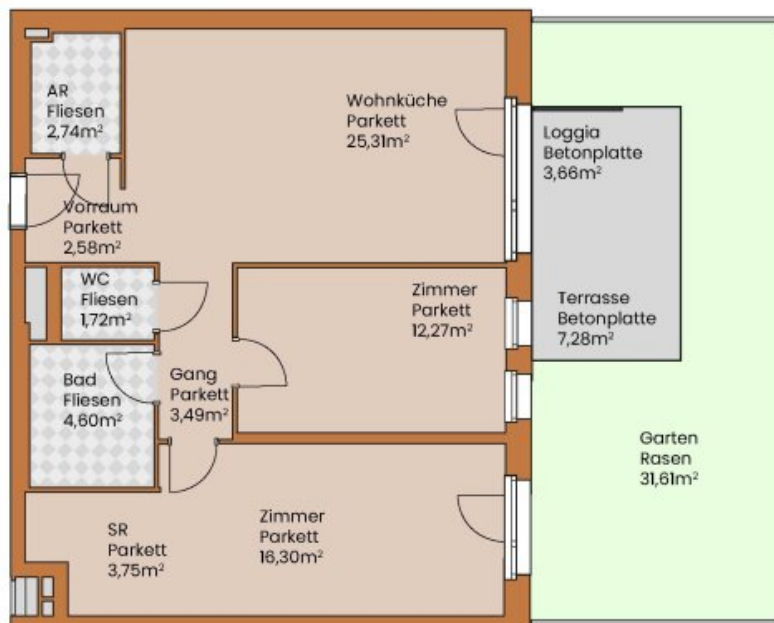 AR
Fliesen
2,74m²
Wohnküche
Parkett
25,31m²
Loggia
Betonplatte
3,66m²
Vorraum
Parkett
2,58m²
WC
Fliesen
1,72m²
Zimmer
Parkett
12,27m²
Terrasse
Betonplatte
7,28m²
Bad
Fliesen
4,60m²
Gang
Parkett
3,49m²
Garten
Rasen
31,61m²
SR
Parkett
3,75m²
Zimmer
Parkett
16,30m²